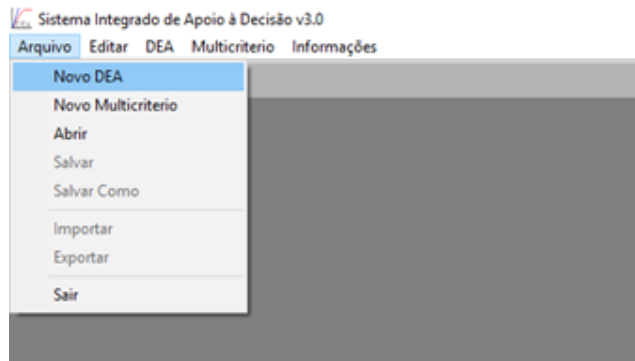 Sistema Integrado de Apoio à Decisão v3.0
Arquivo Editar DEA Multicriterio Informações
Novo DEA
Novo Multicriterio
Abrir
Salvar
Salvar Como
Importar
Exportar
Sair